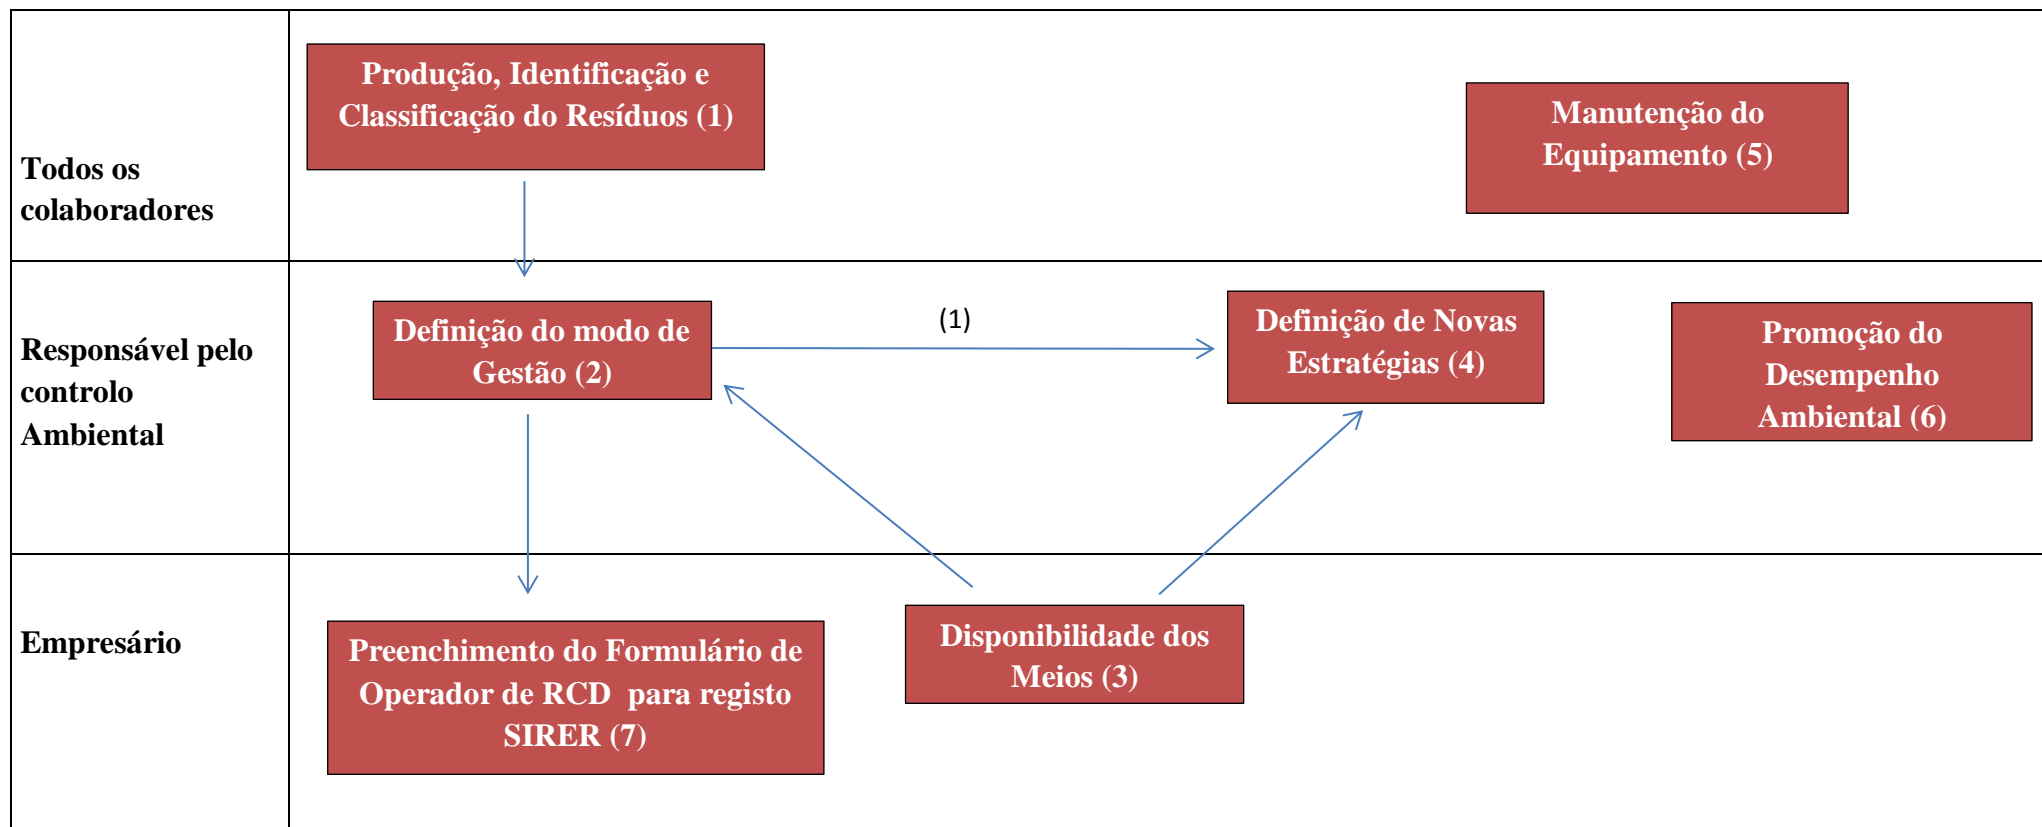 Todos os
colaboradores
Produção, Identificação e
Classificação do Resíduos (1)
Manutenção do
Equipamento (5)
Responsável pelo
controlo
Ambiental
Definição do modo de
Gestão (2)
(1)
Definição de Novas
Estratégias (4)
Promoção do
Desempenho
Ambiental (6)
Empresário
Preenchimento do Formulário de
Operador de RCD para registo
SIRER (7)
Disponibilidade dos
Meios (3)